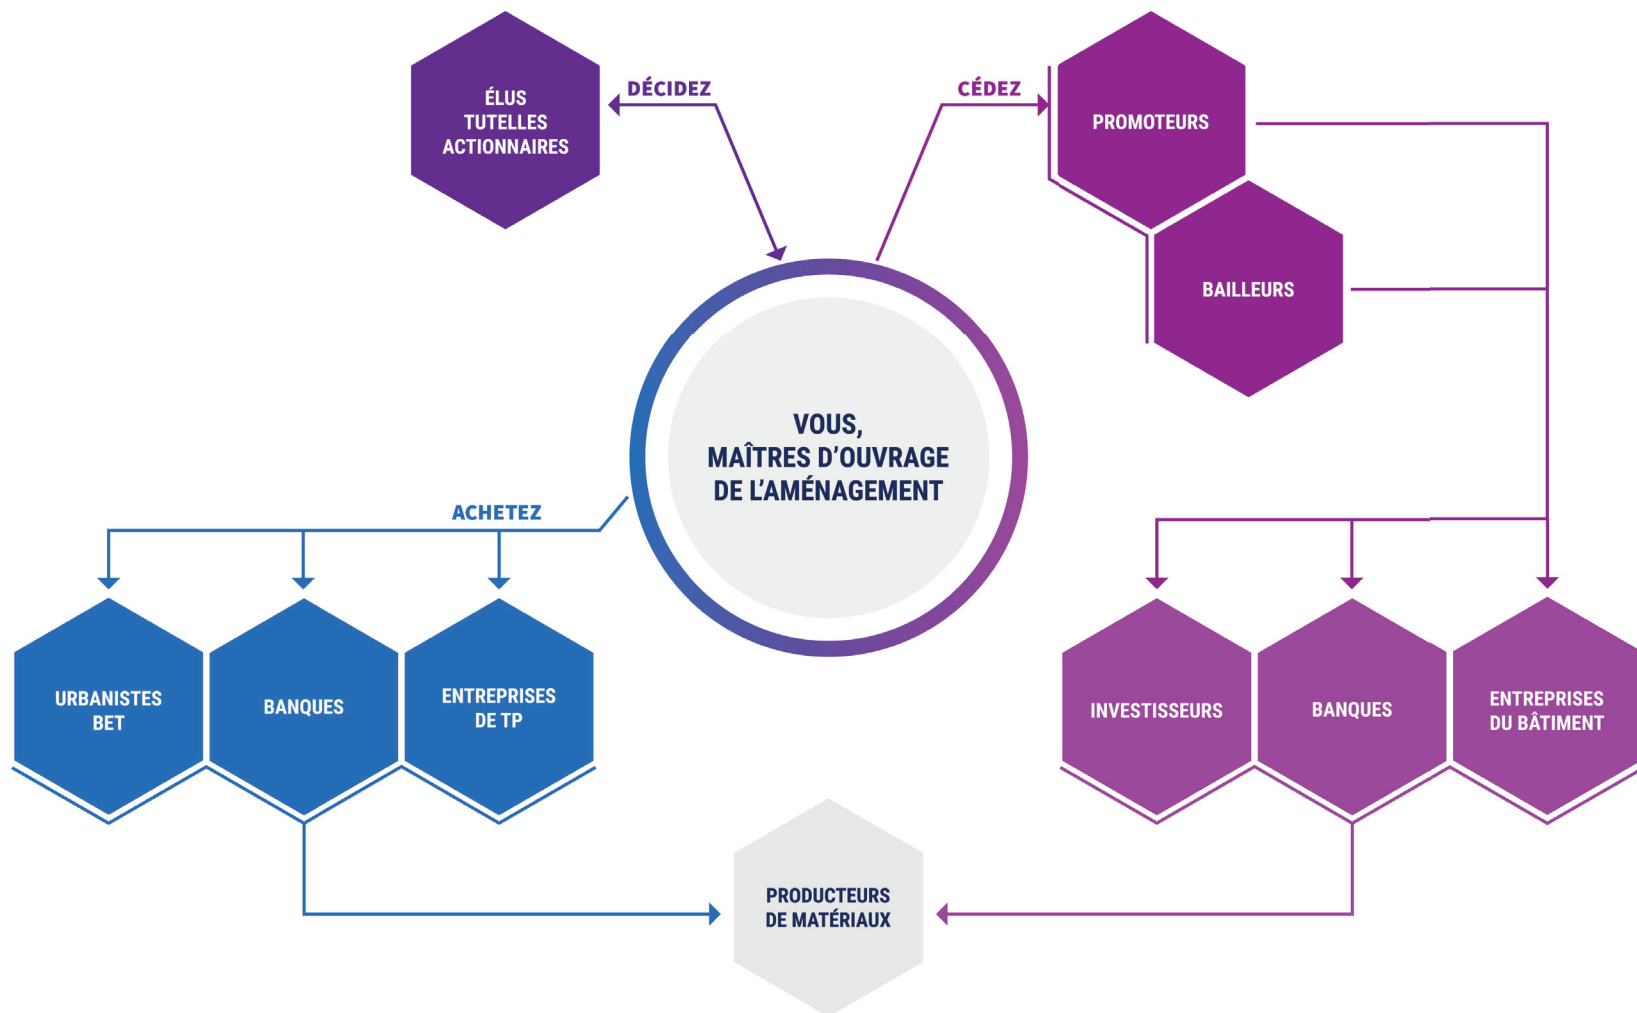 ÉLUS
TUTELLES
ACTIONNAIRES
DÉCIDEZ
CÉDEZ
PROMOTEURS
BAILLEURS
VOUS,
MAÎTRES D’OUVRAGE
DE L’AMÉNAGEMENT
ACHETEZ
URBANISTES
BET
BANQUES
ENTREPRISES
DE TP
INVESTISSEURS
BANQUES
ENTREPRISES
DU BÂTIMENT
PRODUCTEURS
DE MATÉRIAUX